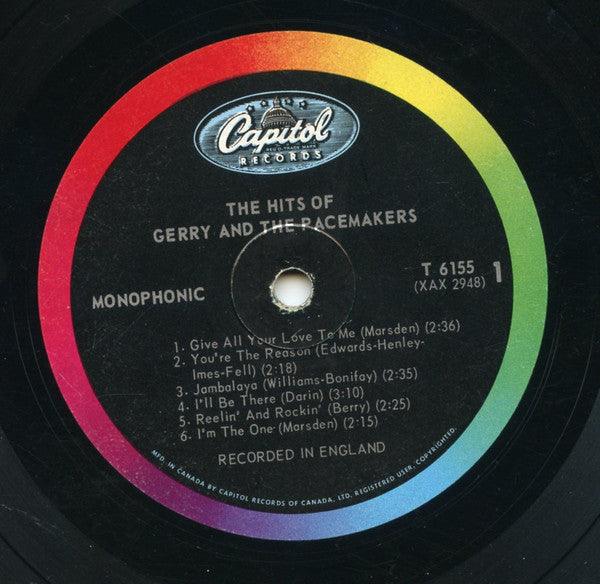 Capitol
REG'D. TRADE MARK
RECORDS
THE HITS OF
GERRY AND THE PACEMAKERS
MONOPHONIC
T 6155
(XAX 2948)
1
1. Give All Your Love To Me (Marsden) (2:36)
2. You're The Reason (Edwards-Henley-
Imes-Fell) (2:18)
3. Jambalaya (Williams-Bonifay) (2:35)
4. I'll Be There (Darin) (3:10)
5. Reelin' And Rockin' (Berry) (2:25)
6. I'm The One (Marsden) (2:15)
RECORDED IN ENGLAND
MFD. IN CANADA BY CAPITOL RECORDS OF CANADA, LTD. REGISTERED USER. COPYRIGHTED.